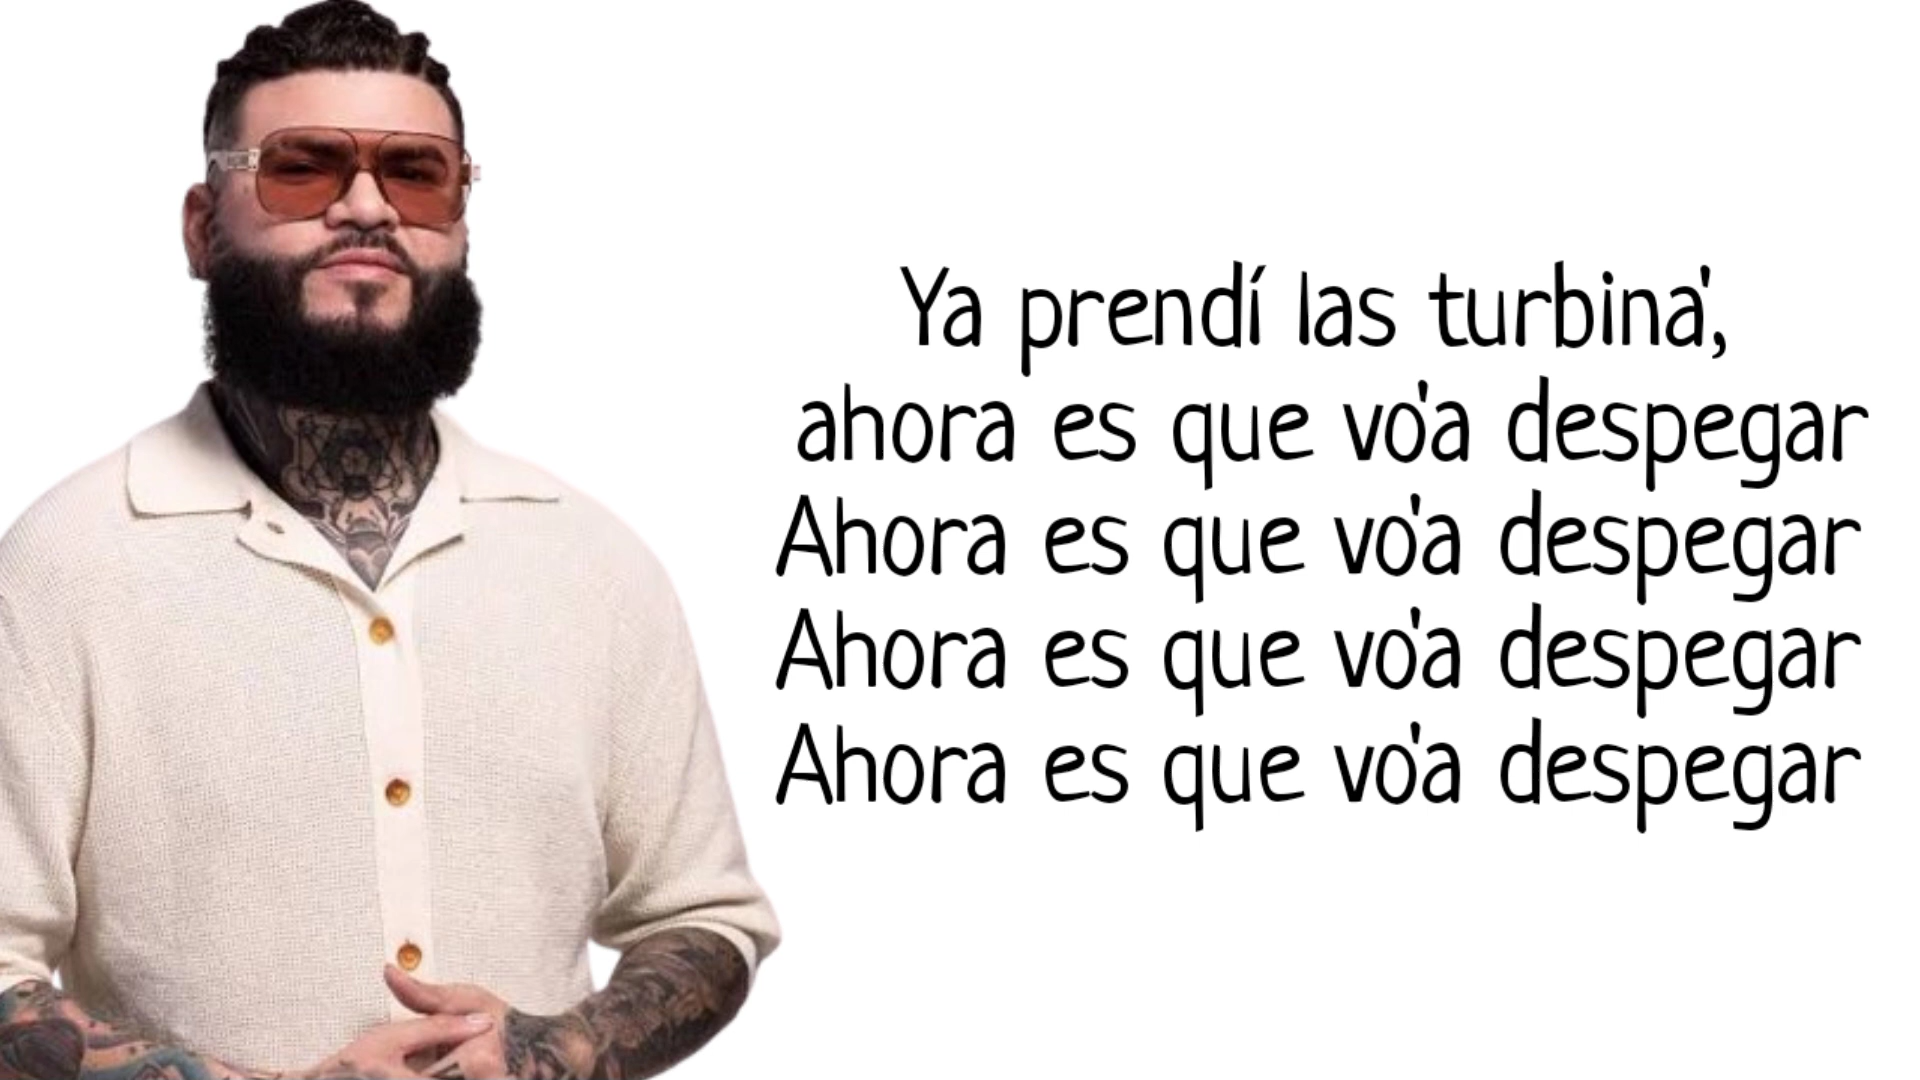 Ya prendí las turbina',
ahora es que vo'a despegar
Ahora es que vo'a despegar
Ahora es que vo'a despegar
Ahora es que vo'a despegar